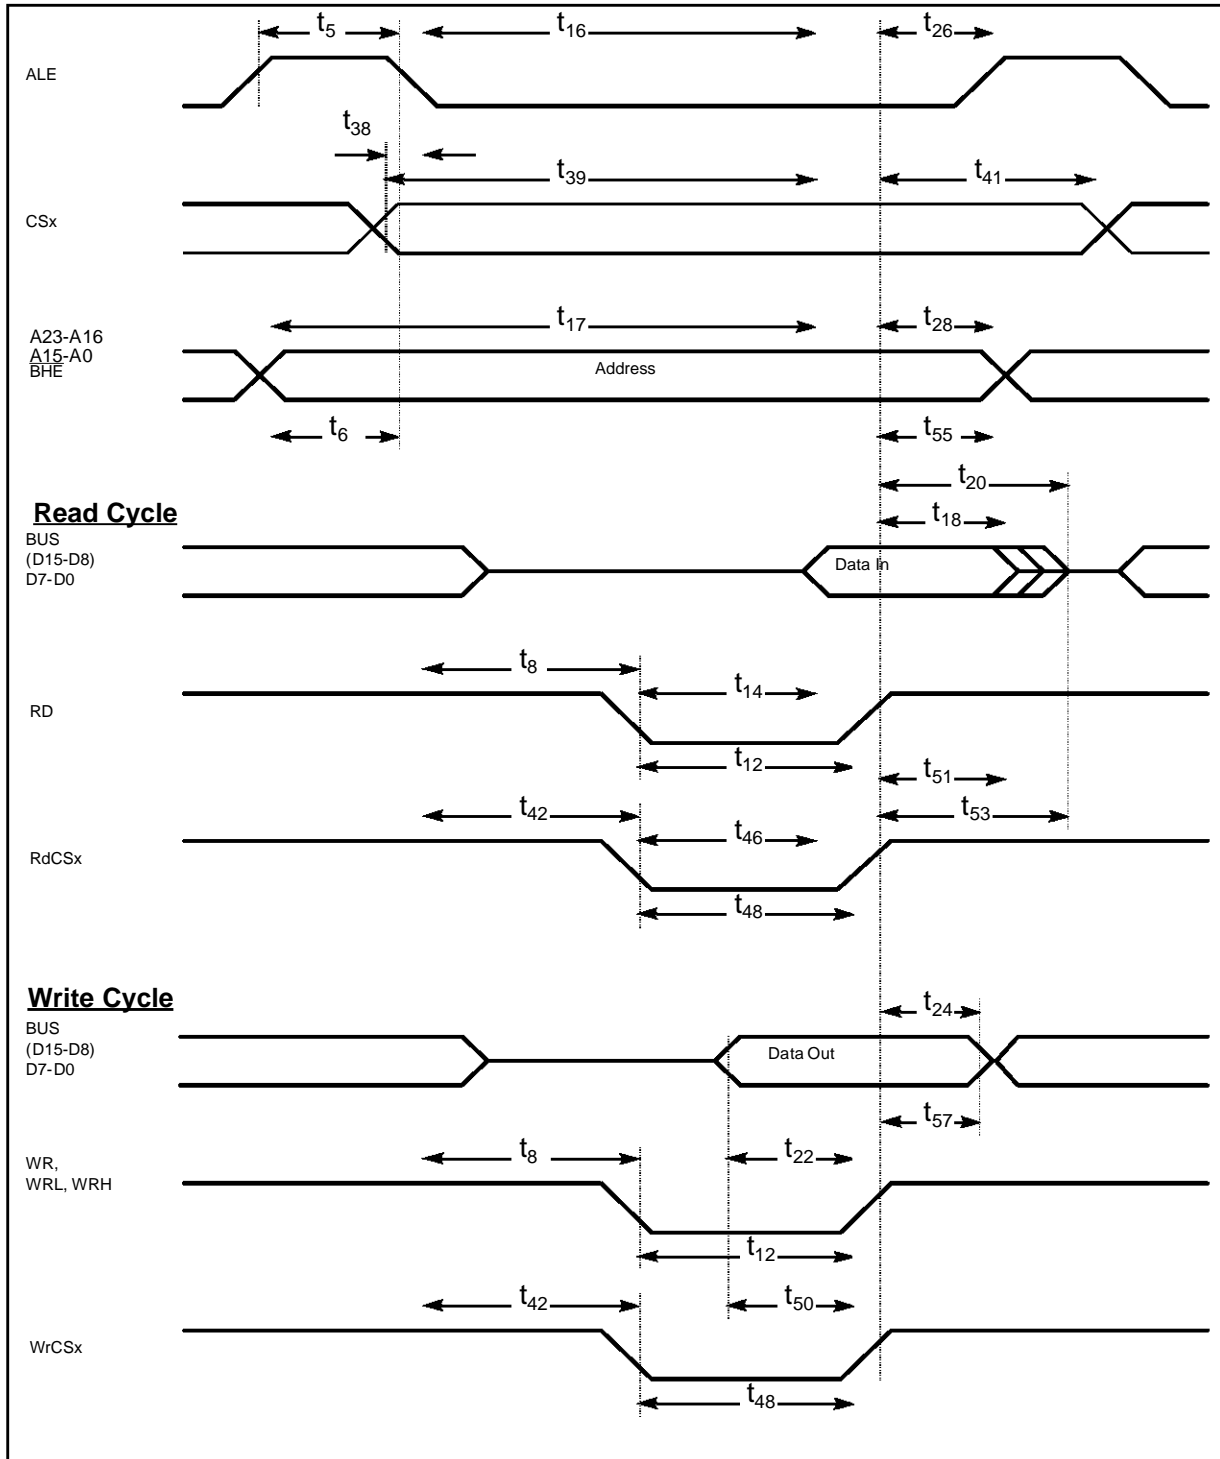 t5 t16 t26
ALE
t38
t39 t41
CSx
t17 t28
A23-A16
A15-A0
BHE
Address
t6 t55
t20
Read Cycle
t18
BUS
(D15-D8)
D7-D0
Data In
t8 t14
RD
t12 t51
t42 t46 t53
RdCSx
t48
Write Cycle
t24
BUS
(D15-D8)
D7-D0
Data Out
t57
t8 t22
WR,
WRL, WRH
t12
t42 t50
WrCSx
t48